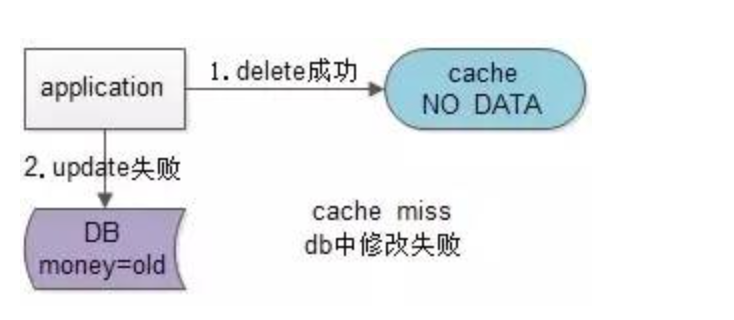 1.delete成功
application
cache
NO DATA
2.update失败
DB
money=old
cache miss
db中修改失败